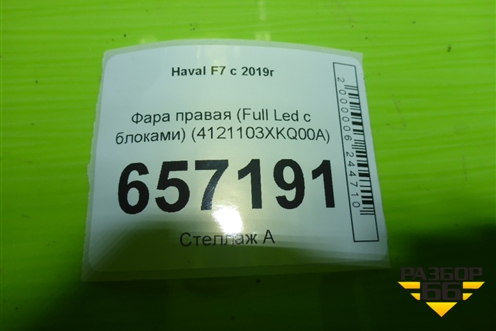 Haval F7 с 2019г
Фара правая (Full Led с
блоками) (4121103XKQ00A)
657191
Стеллаж А
2000006244710
РАЗБОР
66